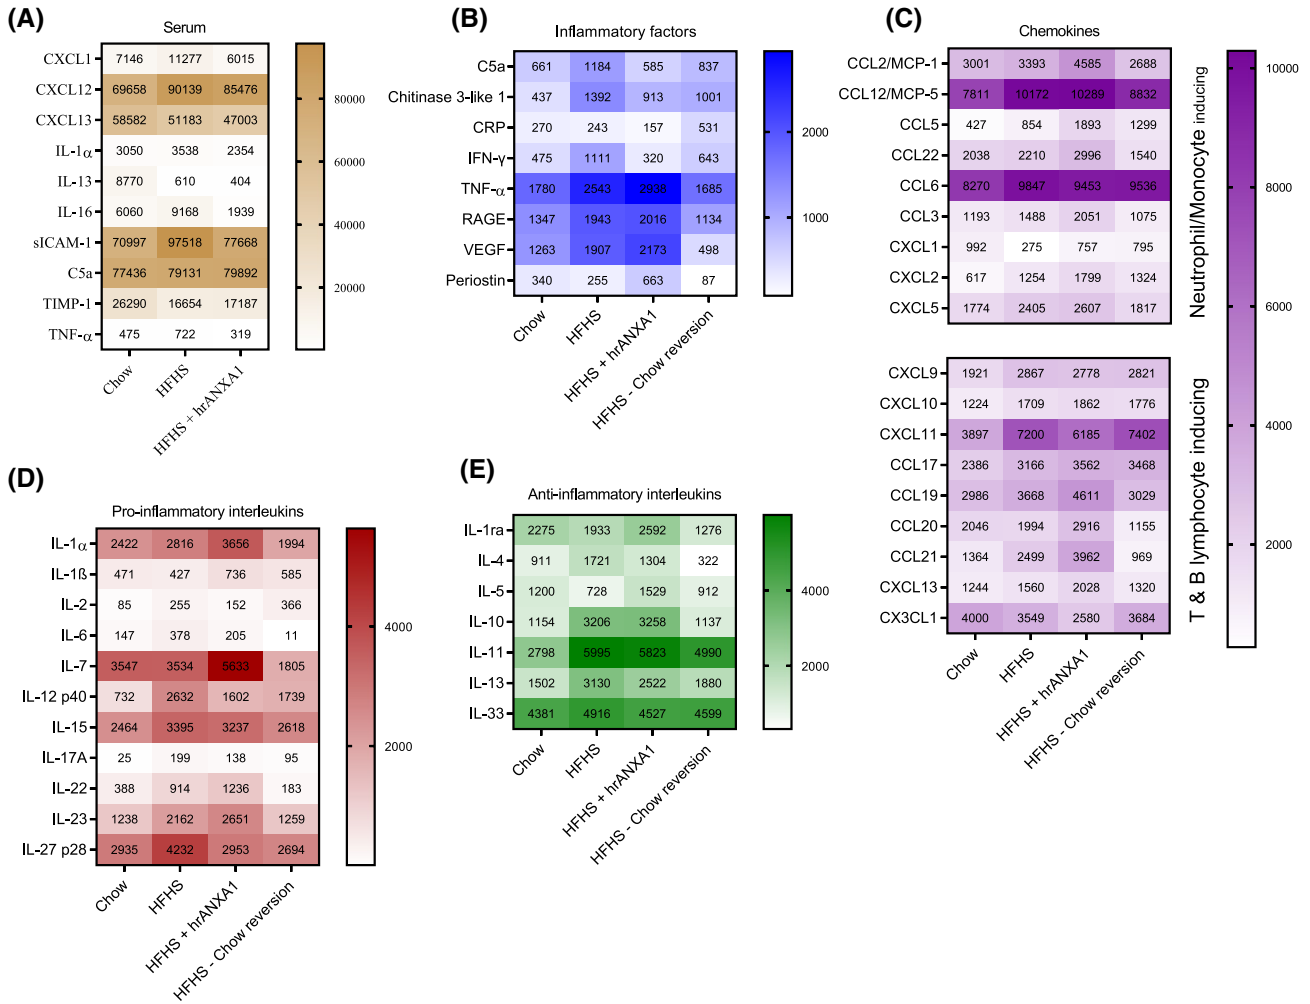 (A)
Serum
CXCL1 7146 11277 6015
CXCL12 69658 90139 85476
CXCL13 58582 51183 47003
IL-1α 3050 3538 2354
IL-13 8770 610 404
IL-16 6060 9168 1939
sICAM-1 70997 97518 77668
C5a 77436 79131 79892
TIMP-1 26290 16654 17187
TNF-α 475 722 319
Chow HFHS HFHS + hrANXA1
80000
60000
40000
20000
(B)
Inflammatory factors
C5a 661 1184 585 837
Chitinase 3-like 1 437 1392 913 1001
CRP 270 243 157 531
IFN-γ 475 1111 320 643
TNF-α 1780 2543 2938 1685
RAGE 1347 1943 2016 1134
VEGF 1263 1907 2173 498
Periostin 340 255 663 87
Chow HFHS HFHS + hrANXA1 HFHS - Chow reversion
2000
1000
(C)
Chemokines
CCL2/MCP-1 3001 3393 4585 2688
CCL12/MCP-5 7811 10172 10289 8832
CCL5 427 854 1893 1299
CCL22 2038 2210 2996 1540
CCL6 8270 9847 9453 9536
CCL3 1193 1488 2051 1075
CXCL1 992 275 757 795
CXCL2 617 1254 1799 1324
CXCL5 1774 2405 2607 1817
Neutrophil/Monocyte inducing
CXCL9 1921 2867 2778 2821
CXCL10 1224 1709 1862 1776
CXCL11 3897 7200 6185 7402
CCL17 2386 3166 3562 3468
CCL19 2986 3668 4611 3029
CCL20 2046 1994 2916 1155
CCL21 1364 2499 3962 969
CXCL13 1244 1560 2028 1320
CX3CL1 4000 3549 2580 3684
T & B lymphocyte inducing
Chow HFHS HFHS + hrANXA1 HFHS - Chow reversion
10000
8000
6000
4000
2000
(D)
Pro-inflammatory interleukins
IL-1α 2422 2816 3656 1994
IL-1ß 471 427 736 585
IL-2 85 255 152 366
IL-6 147 378 205 11
IL-7 3547 3534 5633 1805
IL-12 p40 732 2632 1602 1739
IL-15 2464 3395 3237 2618
IL-17A 25 199 138 95
IL-22 388 914 1236 183
IL-23 1238 2162 2651 1259
IL-27 p28 2935 4232 2953 2694
Chow HFHS HFHS + hrANXA1 HFHS - Chow reversion
4000
2000
(E)
Anti-inflammatory interleukins
IL-1ra 2275 1933 2592 1276
IL-4 911 1721 1304 322
IL-5 1200 728 1529 912
IL-10 1154 3206 3258 1137
IL-11 2798 5995 5823 4990
IL-13 1502 3130 2522 1880
IL-33 4381 4916 4527 4599
Chow HFHS HFHS + hrANXA1 HFHS - Chow reversion
4000
2000